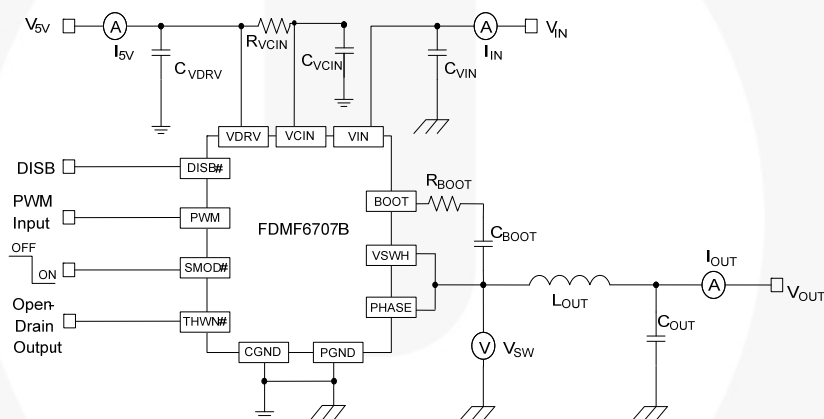 V5V
A
I5V
RVCIN
CVDRV
CVCIN
A
IIN
VIN
CVIN
VDRV
VCIN
VIN
DISB
DISB#
PWM
Input
PWM
OFF
ON
SMOD#
Open-
Drain
Output
THWN#
FDMF6707B
BOOT
RBOOT
CBOOT
VSWH
PHASE
CGND
PGND
V
VSW
LOUT
IOUT
A
VOUT
COUT